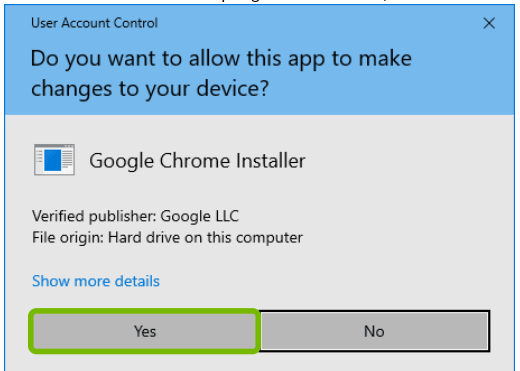 User Account Control
Do you want to allow this app to make
changes to your device?
Google Chrome Installer
Verified publisher: Google LLC
File origin: Hard drive on this computer
Show more details
Yes
No